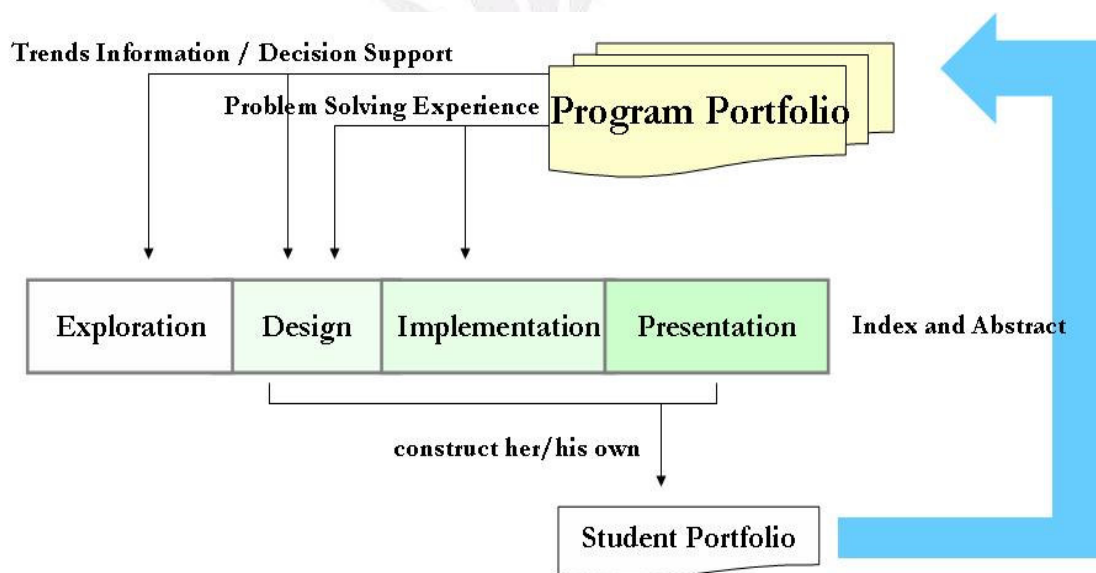 Trends Information / Decision Support
Problem Solving Experience
Program Portfolio
Exploration
Design
Implementation
Presentation
Index and Abstract
construct her/his own
Student Portfolio